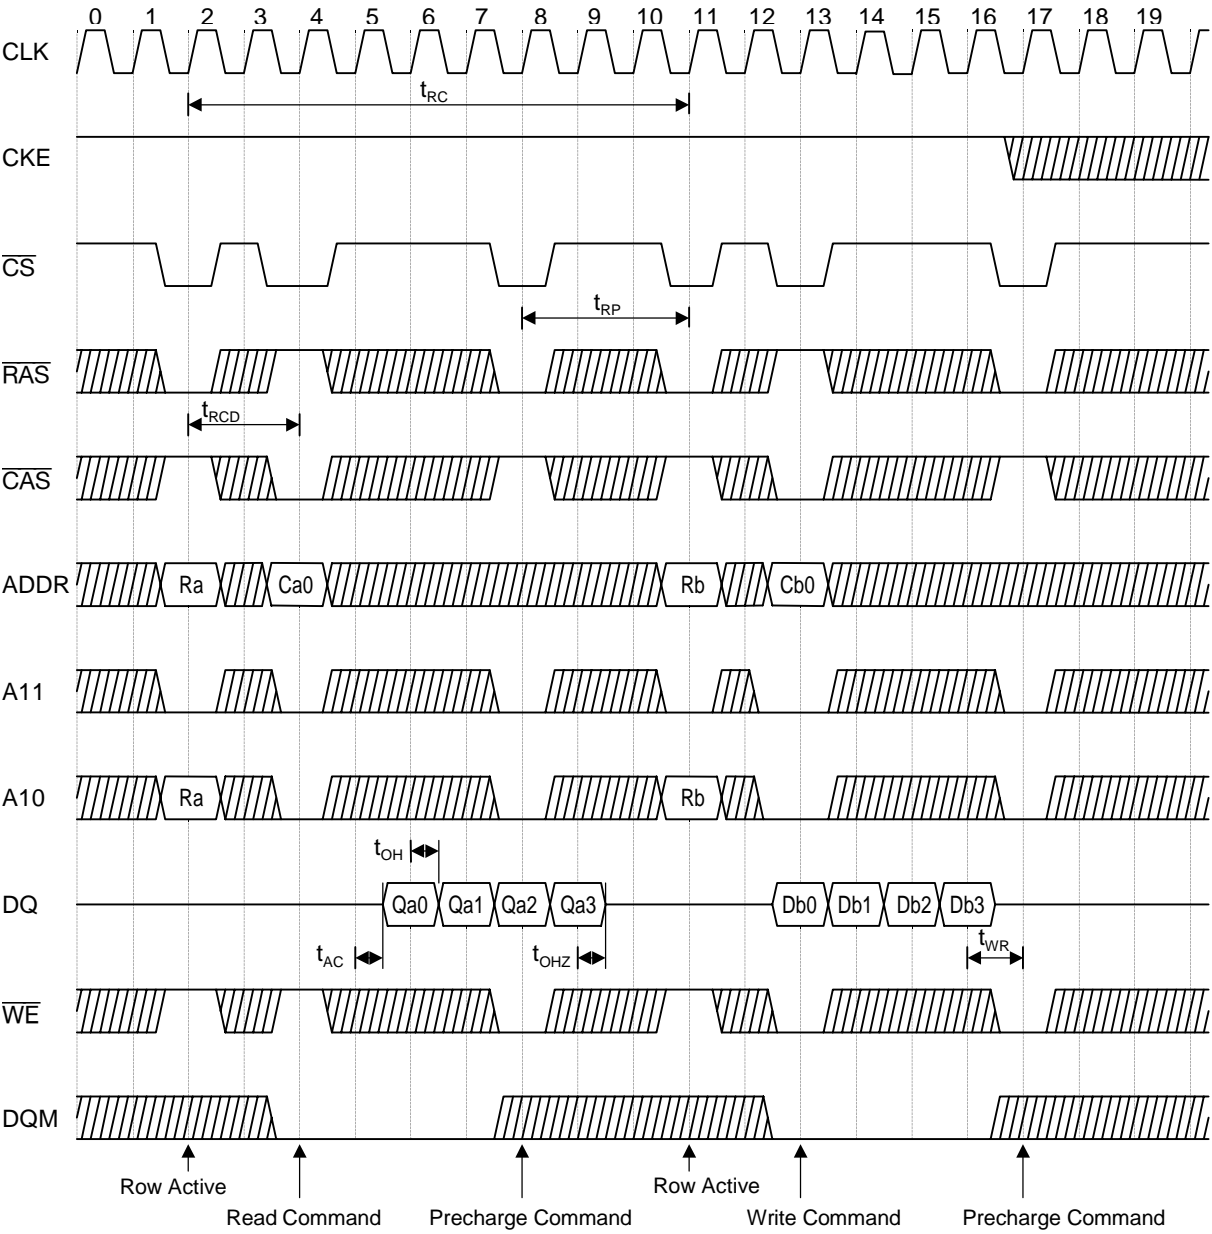 0 1 2 3 4 5 6 7 8 9 10 11 12 13 14 15 16 17 18 19
CLK
tRC
CKE
CS
tRP
RAS
tRCD
CAS
ADDR Ra Ca0 Rb Cb0
A11
A10 Ra Rb
tOH
DQ Qa0 Qa1 Qa2 Qa3 Db0 Db1 Db2 Db3
tAC tOHZ tWR
WE
DQM
Row Active Row Active
Read Command Precharge Command Write Command Precharge Command